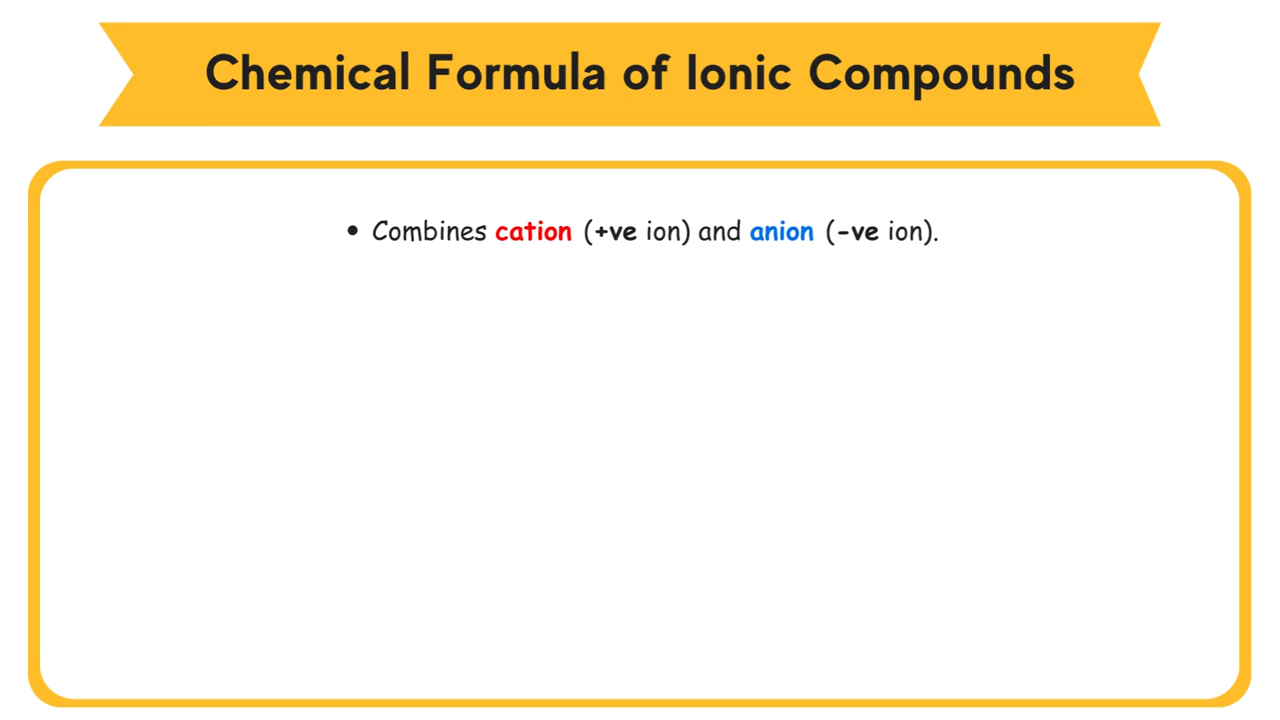 Chemical Formula of Ionic Compounds
• Combines cation (+ve ion) and anion (-ve ion).